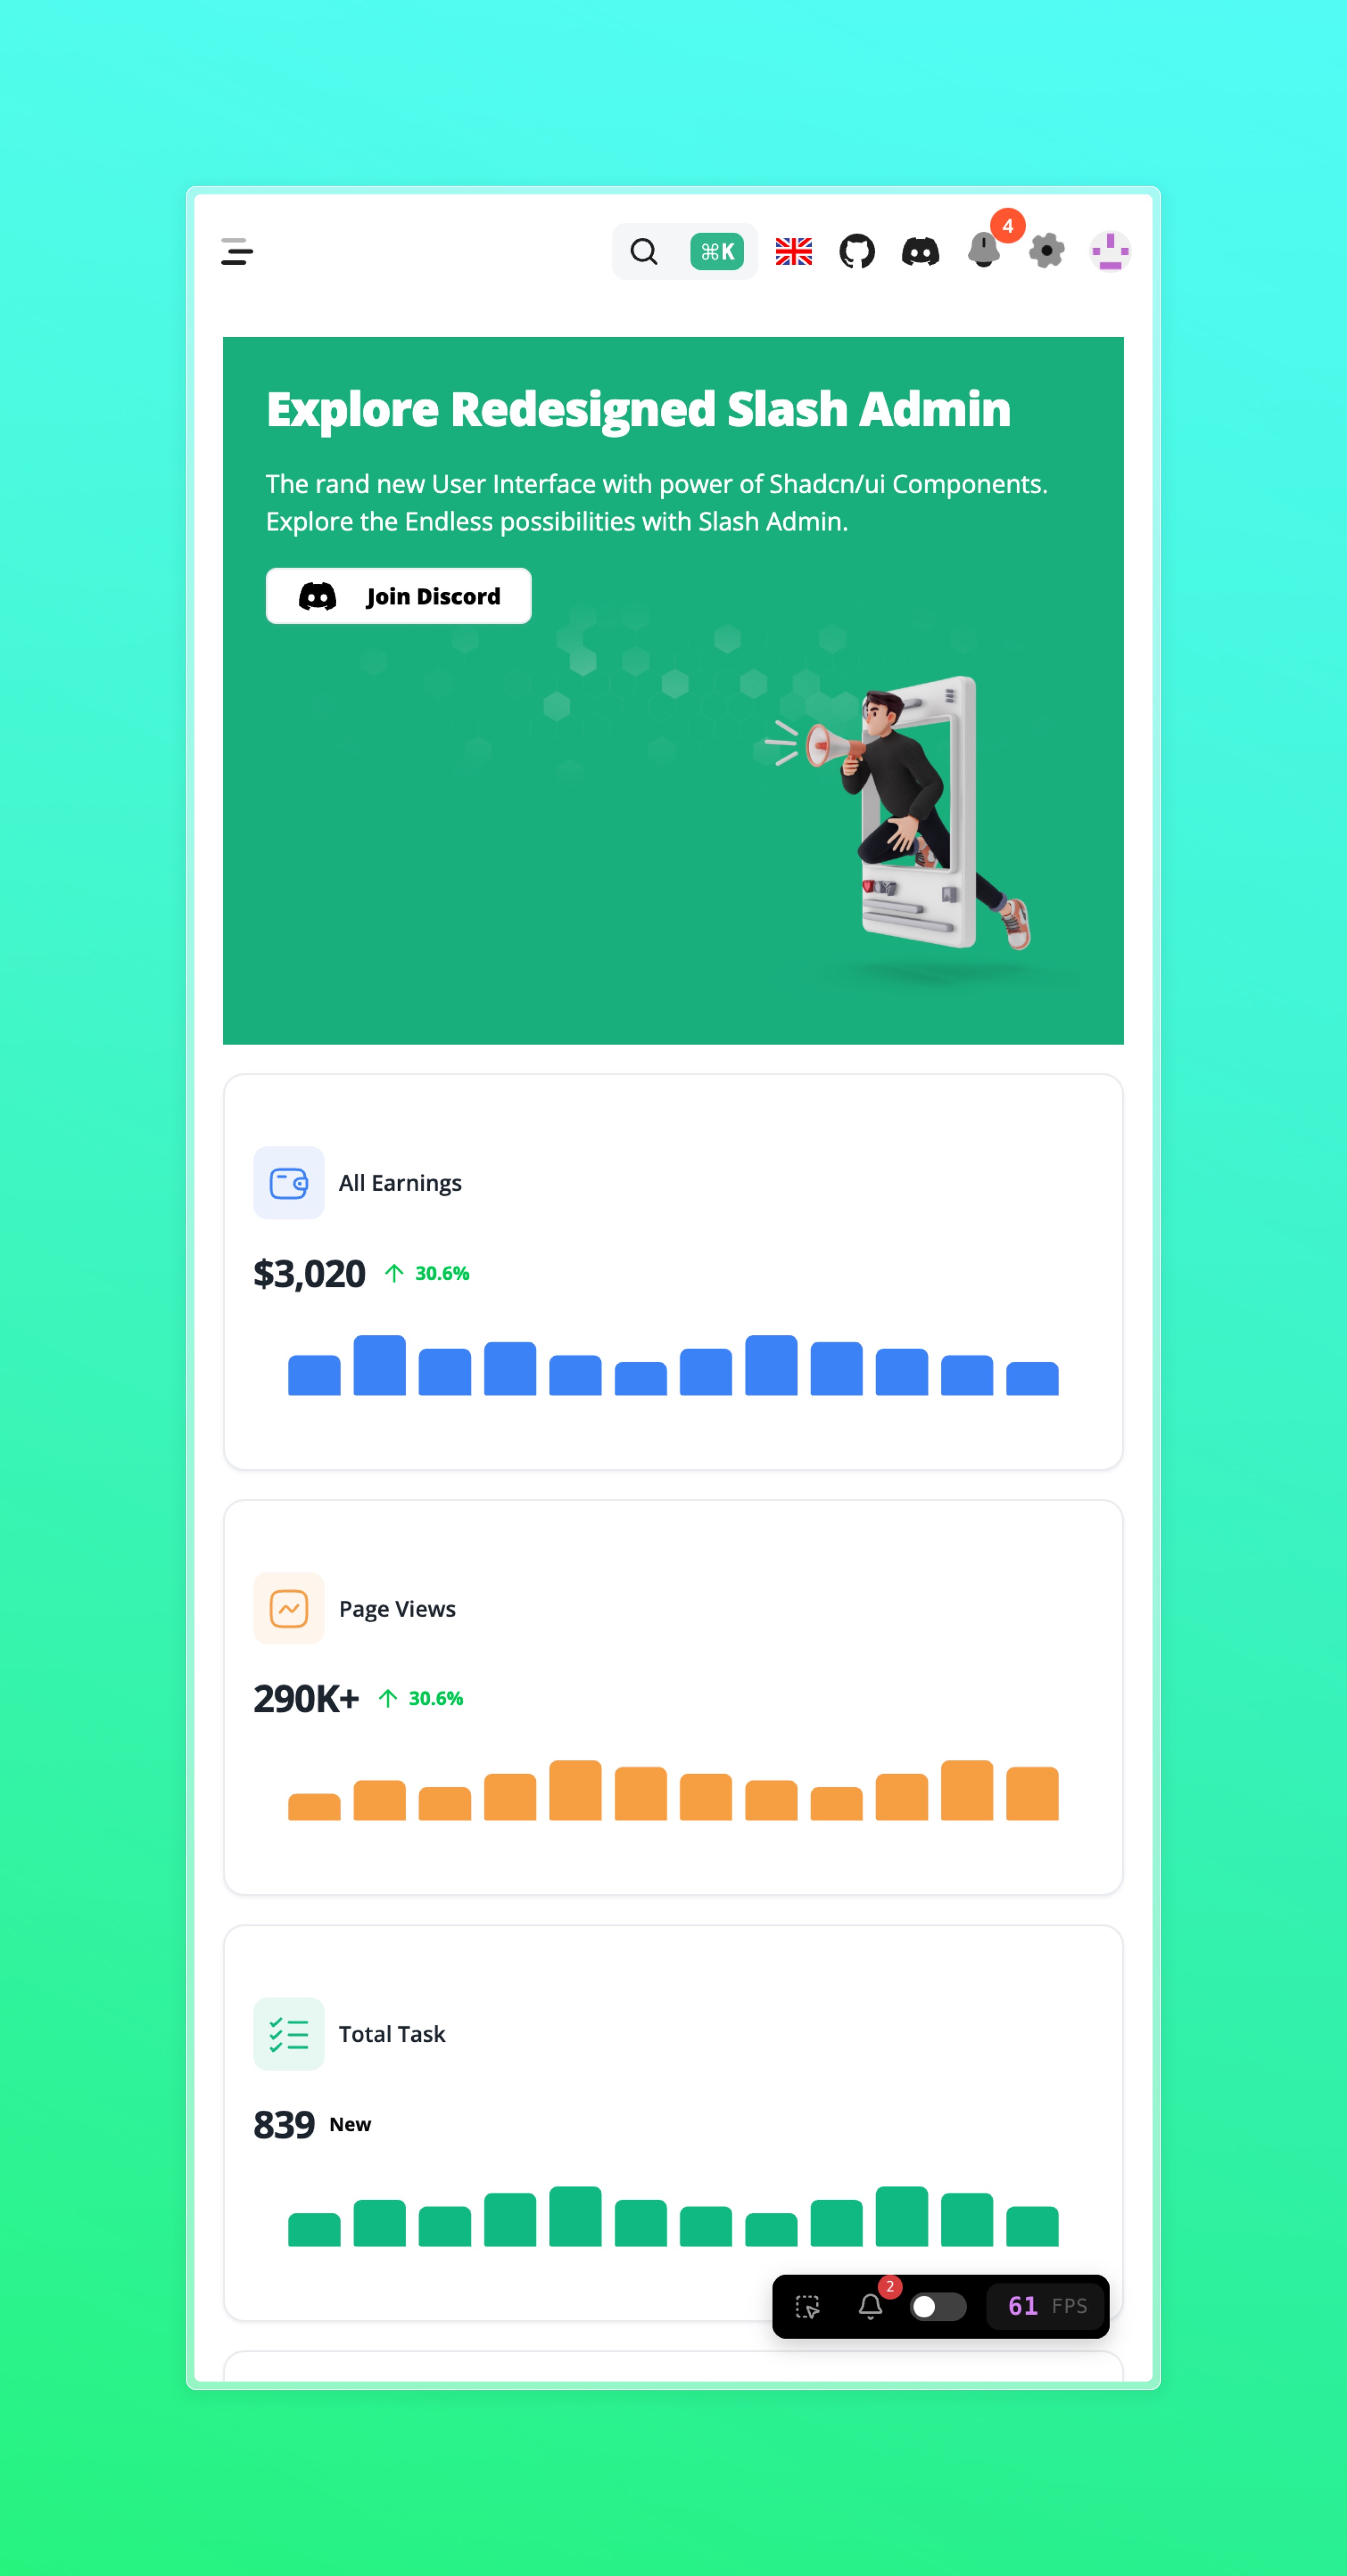 ⌘K
4
Explore Redesigned Slash Admin
The rand new User Interface with power of Shadcn/ui Components.
Explore the Endless possibilities with Slash Admin.
Join Discord
All Earnings
$3,020 30.6%
Page Views
290K+ 30.6%
Total Task
839 New
2
61 FPS